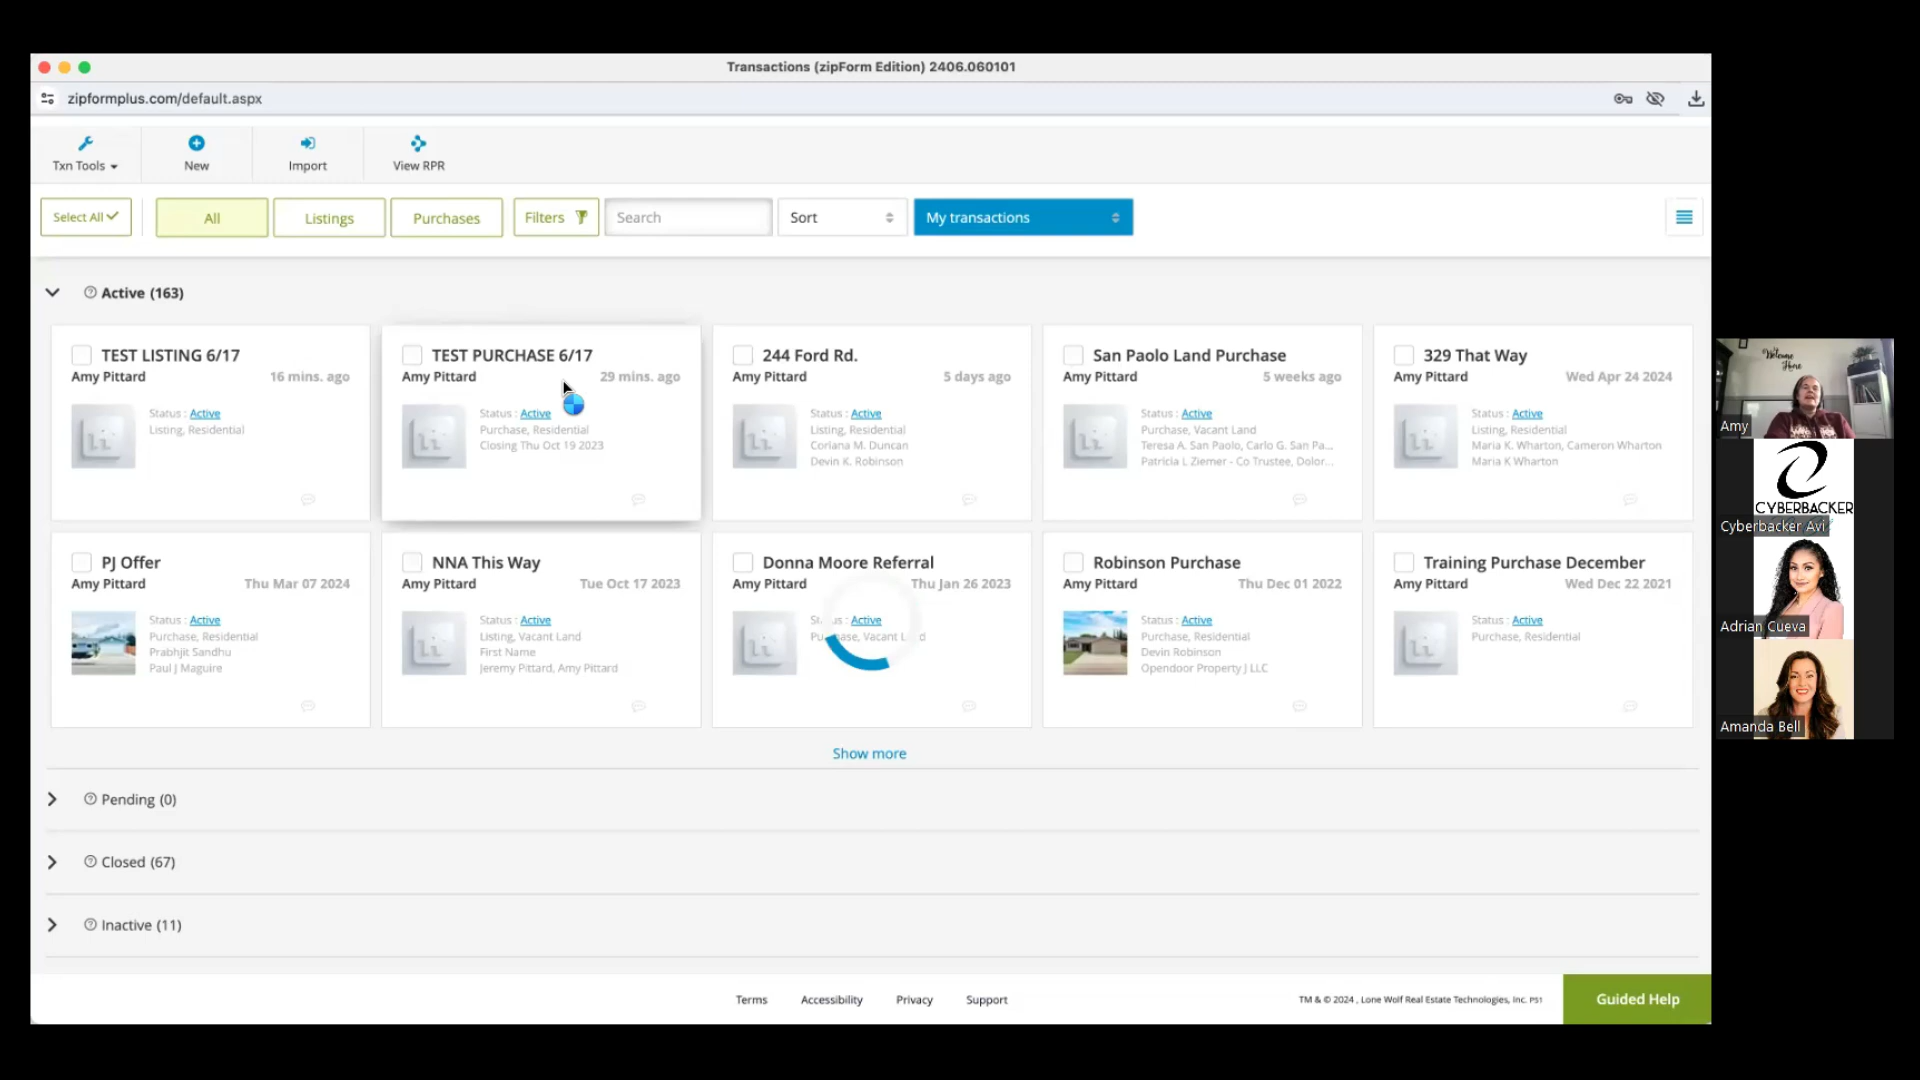 Transactions (zipForm Edition) 2406.060101
zipformplus.com/default.aspx
Txn Tools
New
Import
View RPR
Select All
All
Listings
Purchases
Filters
Search
Sort
My transactions
Active (163)
TEST LISTING 6/17
Amy Pittard
16 mins. ago
Status : Active
Listing, Residential
TEST PURCHASE 6/17
Amy Pittard
29 mins. ago
Status : Active
Purchase, Residential
Closing Thu Oct 19 2023
244 Ford Rd.
Amy Pittard
5 days ago
Status : Active
Listing, Residential
Coriana M. Duncan
Devin K. Robinson
San Paolo Land Purchase
Amy Pittard
5 weeks ago
Status : Active
Purchase, Vacant Land
Teresa A. San Paolo, Carlo G. San Pa...
Patricia L Ziemer - Co Trustee, Dolor...
329 That Way
Amy Pittard
Wed Apr 24 2024
Status : Active
Listing, Residential
Maria K. Wharton, Cameron Wharton
Maria K Wharton
PJ Offer
Amy Pittard
Thu Mar 07 2024
Status : Active
Purchase, Residential
Prabhjit Sandhu
Paul J Maguire
NNA This Way
Amy Pittard
Tue Oct 17 2023
Status : Active
Listing, Vacant Land
First Name
Jeremy Pittard, Amy Pittard
Donna Moore Referral
Amy Pittard
Thu Jan 26 2023
Active
Vacant
Robinson Purchase
Amy Pittard
Thu Dec 01 2022
Status : Active
Purchase, Residential
Devin Robinson
Opendoor Property J LLC
Training Purchase December
Amy Pittard
Wed Dec 22 2021
Status : Active
Purchase, Residential
Show more
Pending (0)
Closed (67)
Inactive (11)
Terms
Accessibility
Privacy
Support
TM & © 2024 , Lone Wolf Real Estate Technologies, Inc. PS1
Guided Help
Welcome
Home
Amy
CYBERBACKER
Cyberbacker Avi
Adrian Cueva
Amanda Bell